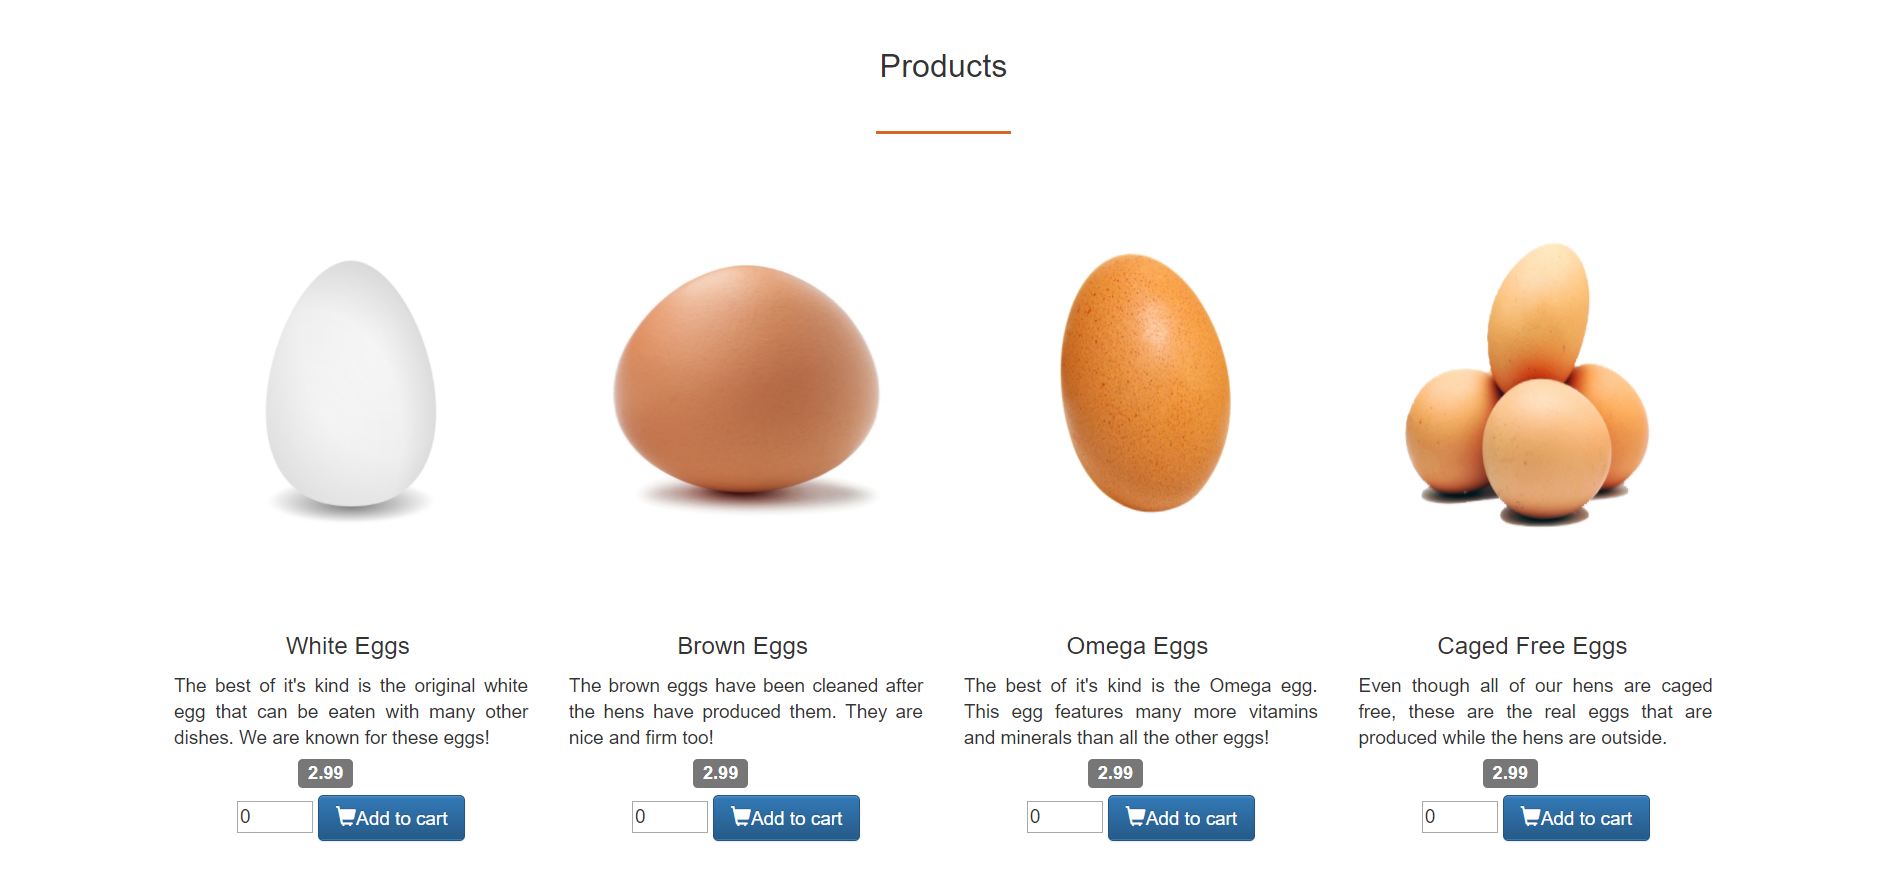 Products
White Eggs
The best of it's kind is the original white
egg that can be eaten with many other
dishes. We are known for these eggs!
2.99
0
Add to cart
Brown Eggs
The brown eggs have been cleaned after
the hens have produced them. They are
nice and firm too!
2.99
0
Add to cart
Omega Eggs
The best of it's kind is the Omega egg.
This egg features many more vitamins
and minerals than all the other eggs!
2.99
0
Add to cart
Caged Free Eggs
Even though all of our hens are caged
free, these are the real eggs that are
produced while the hens are outside.
2.99
0
Add to cart